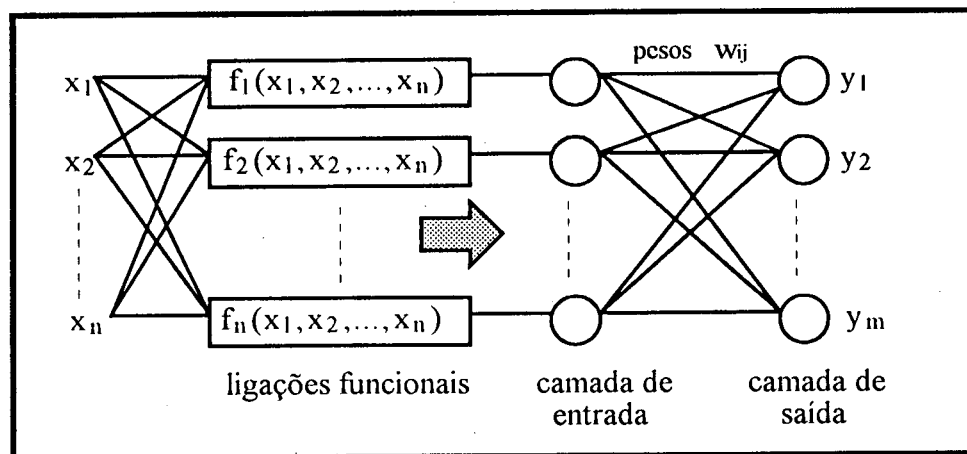 pesos Wij
x1 f1(x1,x2,...,xn) y1
x2 f2(x1,x2,...,xn) y2
xn fn(x1,x2,...,xn) ym
ligações funcionais
camada de entrada
camada de saída